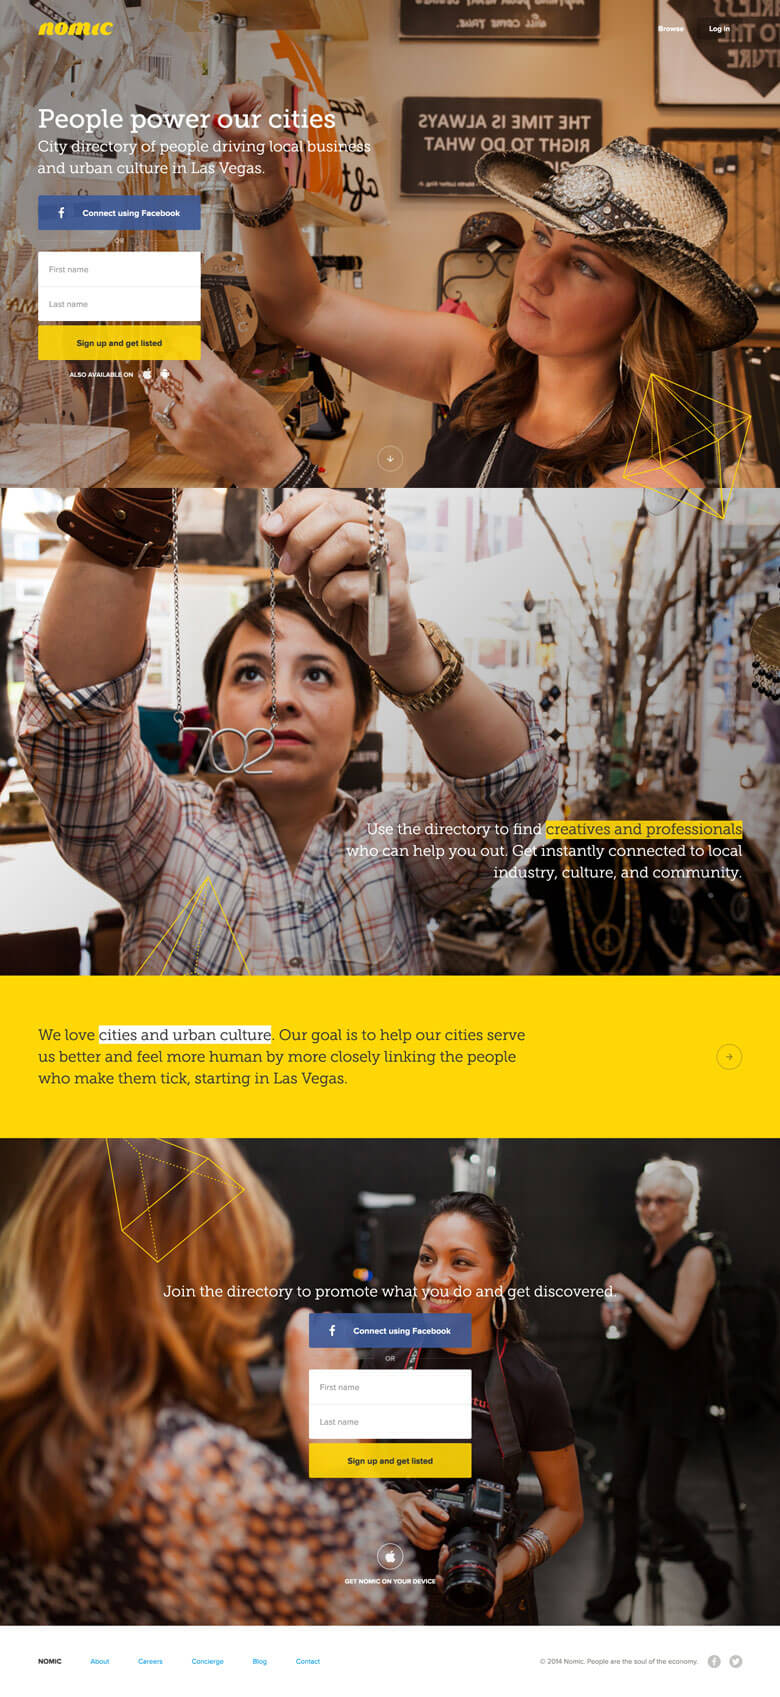 nomic
Browse Log in
People power our cities
City directory of people driving local business
and urban culture in Las Vegas.
THE TIME IS ALWAYS
RIGHT TO DO WHAT
f Connect using Facebook
OR
First name
Last name
Sign up and get listed
ALSO AVAILABLE ON
702
Use the directory to find creatives and professionals
who can help you out. Get instantly connected to local
industry, culture, and community.
We love cities and urban culture. Our goal is to help our cities serve
us better and feel more human by more closely linking the people
who make them tick, starting in Las Vegas.
Join the directory to promote what you do and get discovered.
f Connect using Facebook
OR
First name
Last name
Sign up and get listed
GET NOMIC ON YOUR DEVICE
NOMIC About Careers Concierge Blog Contact © 2014 Nomic. People are the soul of the economy.